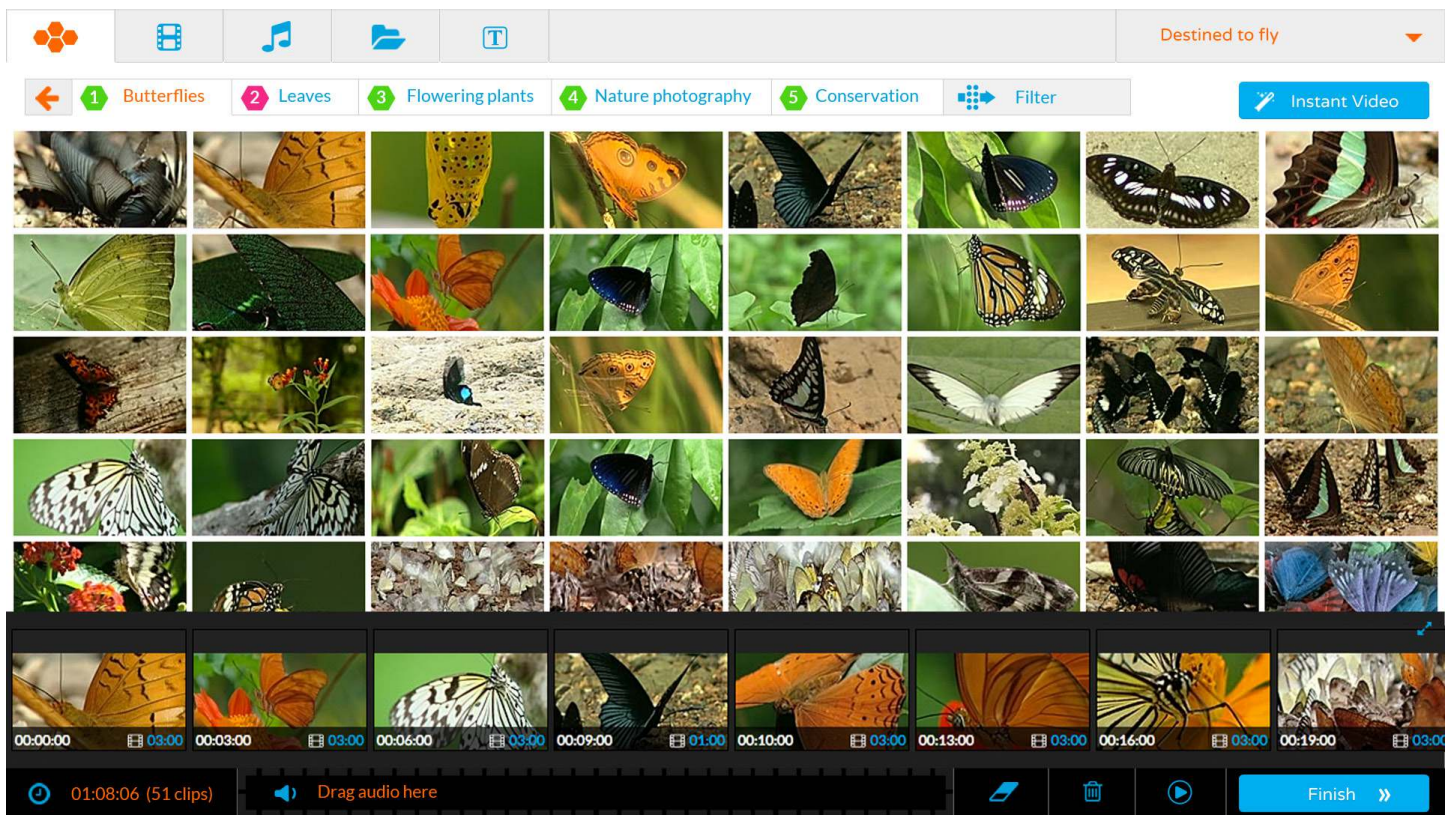 T
Destined to fly
1 Butterflies
2 Leaves
3 Flowering plants
4 Nature photography
5 Conservation
Filter
Instant Video
00:00:00 03:00
00:03:00 03:00
00:06:00 03:00
00:09:00 01:00
00:10:00 03:00
00:13:00 03:00
00:16:00 03:00
00:19:00 03:00
01:08:06 (51 clips)
Drag audio here
Finish »